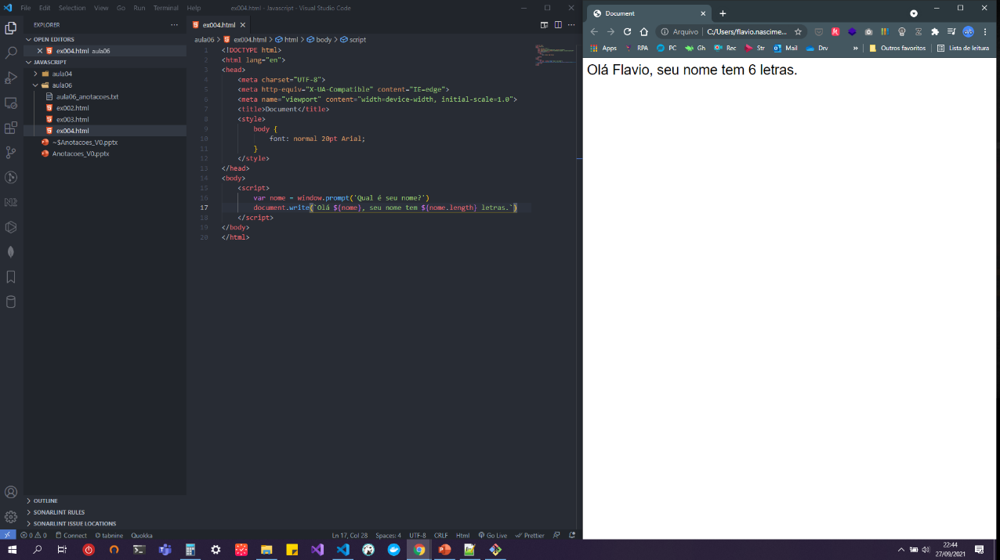 File Edit Selection View Go Run Terminal Help
ex004.html - Javascript - Visual Studio Code
EXPLORER
OPEN EDITORS
ex004.html aula06
JAVASCRIPT
aula04
aula06
aula06_anotacoes.txt
ex002.html
ex003.html
ex004.html
~$Anotacoes_V0.pptx
Anotacoes_V0.pptx
OUTLINE
SONARLINT RULES
SONARLINT ISSUE LOCATIONS
ex004.html
aula06 > ex004.html > html > body > script
1 <!DOCTYPE html>
2 <html lang="en">
3 <head>
4 <meta charset="UTF-8">
5 <meta http-equiv="X-UA-Compatible" content="IE=edge">
6 <meta name="viewport" content="width=device-width, initial-scale=1.0">
7 <title>Document</title>
8 <style>
9 body {
10 font: normal 20pt Arial;
11 }
12 </style>
13 </head>
14 <body>
15 <script>
16 var nome = window.prompt('Qual é seu nome?')
17 document.write(`Olá ${nome}, seu nome tem ${nome.length} letras.`)
18 </script>
19 </body>
20 </html>
0 0 Connect tabnine Quokka
Ln 17, Col 28 Spaces: 4 UTF-8 CRLF Html Go Live Prettier
Document
Arquivo C:/Users/flavio.nascime...
Apps RPA PC Gh Rec Str Mail Drv » Outros favoritos Lista de leitura
Olá Flavio, seu nome tem 6 letras.
22:44
27/09/2021